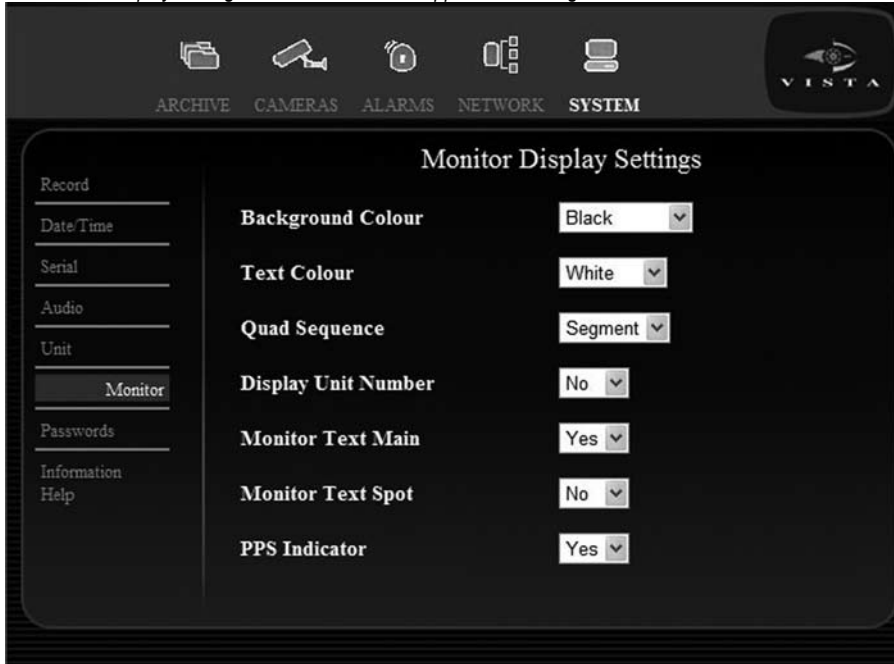 ARCHIVE CAMERAS ALARMS NETWORK SYSTEM
VISTA
Monitor Display Settings
Record
Date/Time
Serial
Audio
Unit
Monitor
Passwords
Information
Help
Background Colour Black
Text Colour White
Quad Sequence Segment
Display Unit Number No
Monitor Text Main Yes
Monitor Text Spot No
PPS Indicator Yes